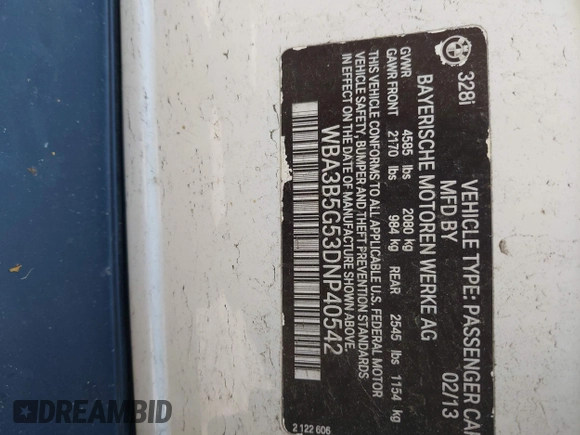 328i
VEHICLE TYPE: PASSENGER CA
MFD BY 02/13
BAYERISCHE MOTOREN WERKE AG
GVWR 4585 lbs 2080 kg
GAWR FRONT 2170 lbs 984 kg REAR 2545 lbs 1154 kg
THIS VEHICLE CONFORMS TO ALL APPLICABLE U.S. FEDERAL MOTOR
VEHICLE SAFETY, BUMPER AND THEFT PREVENTION STANDARDS
IN EFFECT ON THE DATE OF MANUFACTURE SHOWN ABOVE.
WBA3B5G53DNP40542
2 122 606
DREAMBID